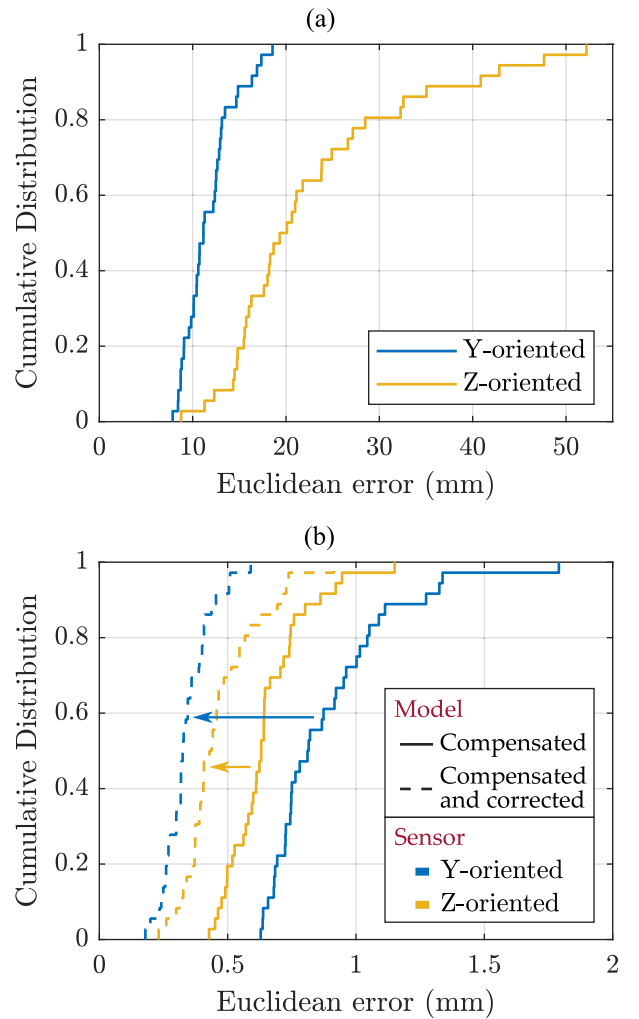 (a)
1
0.8
0.6
0.4
0.2
0
Cumulative Distribution
Y-oriented
Z-oriented
0 10 20 30 40 50
Euclidean error (mm)
(b)
1
0.8
0.6
0.4
0.2
0
Cumulative Distribution
Model
Compensated
Compensated
and corrected
Sensor
Y-oriented
Z-oriented
0 0.5 1 1.5 2
Euclidean error (mm)